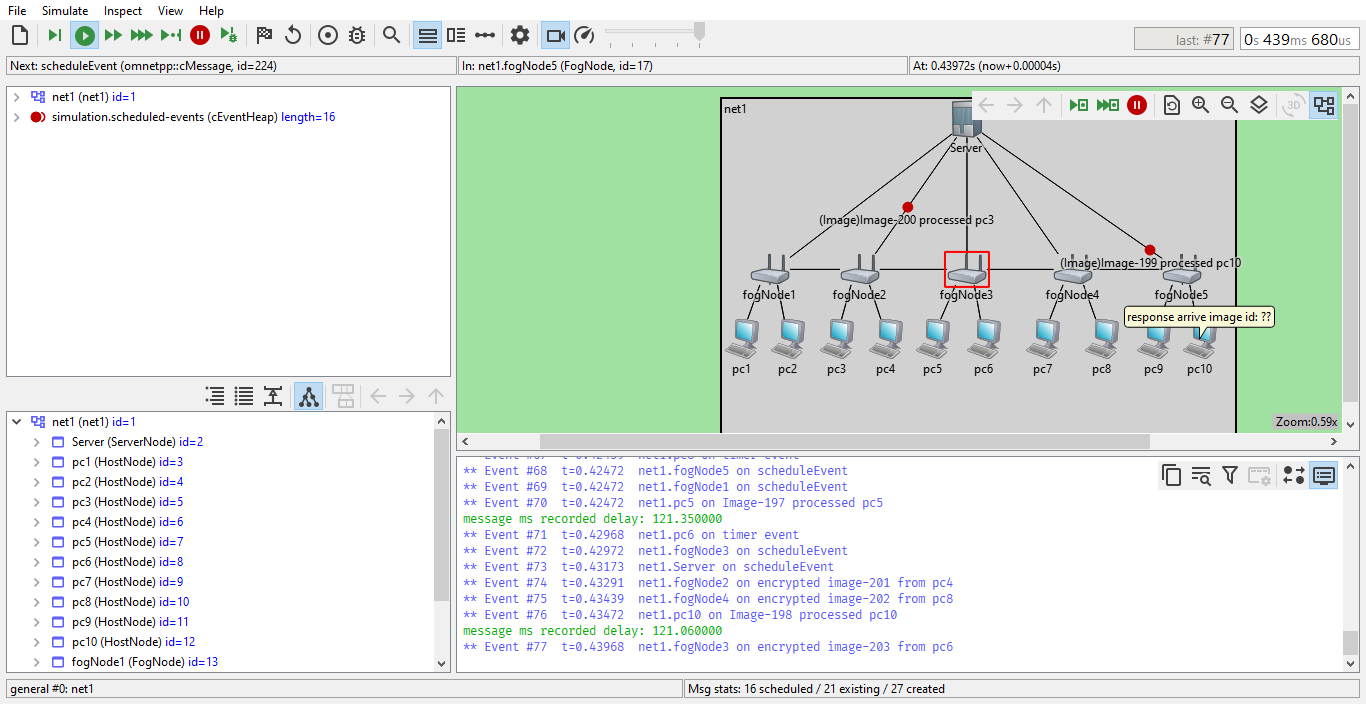 File Simulate Inspect View Help
last: #77 0s 439ms 680us
Next: scheduleEvent (omnetpp::cMessage, id=224) In: net1.fogNode5 (FogNode, id=17) At: 0.43972s (now+0.00004s)
net1 (net1) id=1
simulation.scheduled-events (cEventHeap) length=16
net1
3D
Server
(Image)Image-200 processed pc3
(Image)Image-199 processed pc10
fogNode1 fogNode2 fogNode3 fogNode4 fogNode5
response arrive image id: ??
pc1 pc2 pc3 pc4 pc5 pc6 pc7 pc8 pc9 pc10
Zoom:0.59x
net1 (net1) id=1
Server (ServerNode) id=2
pc1 (HostNode) id=3
pc2 (HostNode) id=4
pc3 (HostNode) id=5
pc4 (HostNode) id=6
pc5 (HostNode) id=7
pc6 (HostNode) id=8
pc7 (HostNode) id=9
pc8 (HostNode) id=10
pc9 (HostNode) id=11
pc10 (HostNode) id=12
fogNode1 (FogNode) id=13
** Event #68 t=0.42472 net1.fogNode5 on scheduleEvent
** Event #69 t=0.42472 net1.fogNode1 on scheduleEvent
** Event #70 t=0.42472 net1.pc5 on Image-197 processed pc5
message ms recorded delay: 121.350000
** Event #71 t=0.42968 net1.pc6 on timer event
** Event #72 t=0.42972 net1.fogNode3 on scheduleEvent
** Event #73 t=0.43173 net1.Server on scheduleEvent
** Event #74 t=0.43291 net1.fogNode2 on encrypted image-201 from pc4
** Event #75 t=0.43439 net1.fogNode4 on encrypted image-202 from pc8
** Event #76 t=0.43472 net1.pc10 on Image-198 processed pc10
message ms recorded delay: 121.060000
** Event #77 t=0.43968 net1.fogNode3 on encrypted image-203 from pc6
general #0: net1 Msg stats: 16 scheduled / 21 existing / 27 created